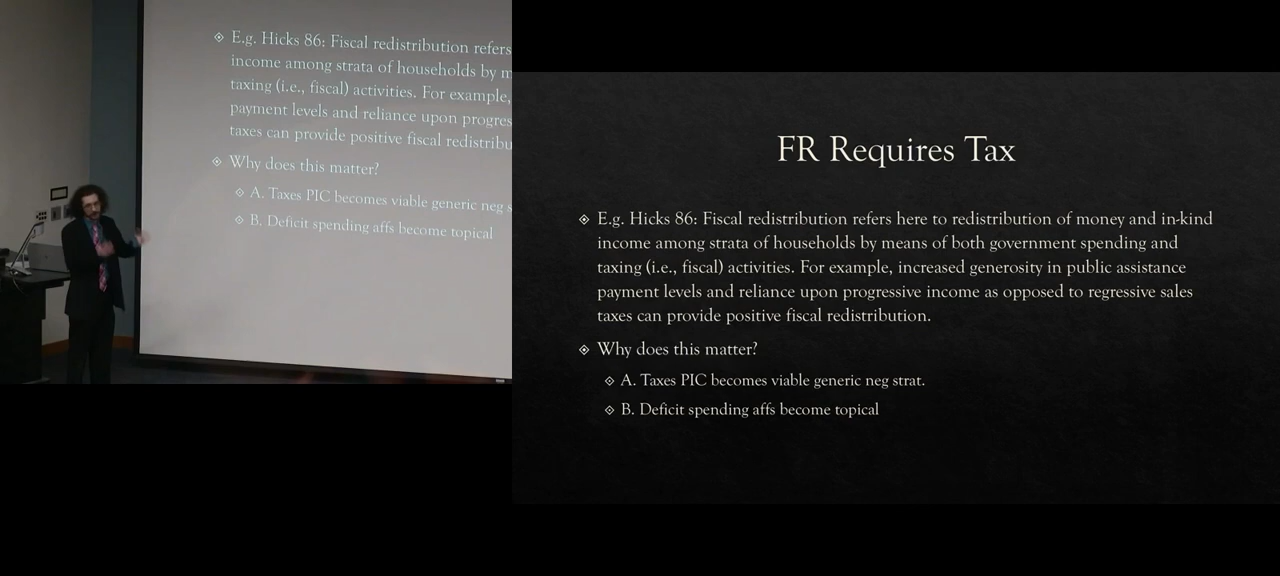 E.g. Hicks 86: Fiscal redistribution refers
income among strata of households by m
taxing (i.e., fiscal) activities. For example,
payment levels and reliance upon progres
taxes can provide positive fiscal redistribu
Why does this matter?
A. Taxes PIC becomes viable generic neg s
B. Deficit spending affs become topical
FR Requires Tax
E.g. Hicks 86: Fiscal redistribution refers here to redistribution of money and in-kind
income among strata of households by means of both government spending and
taxing (i.e., fiscal) activities. For example, increased generosity in public assistance
payment levels and reliance upon progressive income as opposed to regressive sales
taxes can provide positive fiscal redistribution.
Why does this matter?
A. Taxes PIC becomes viable generic neg strat.
B. Deficit spending affs become topical